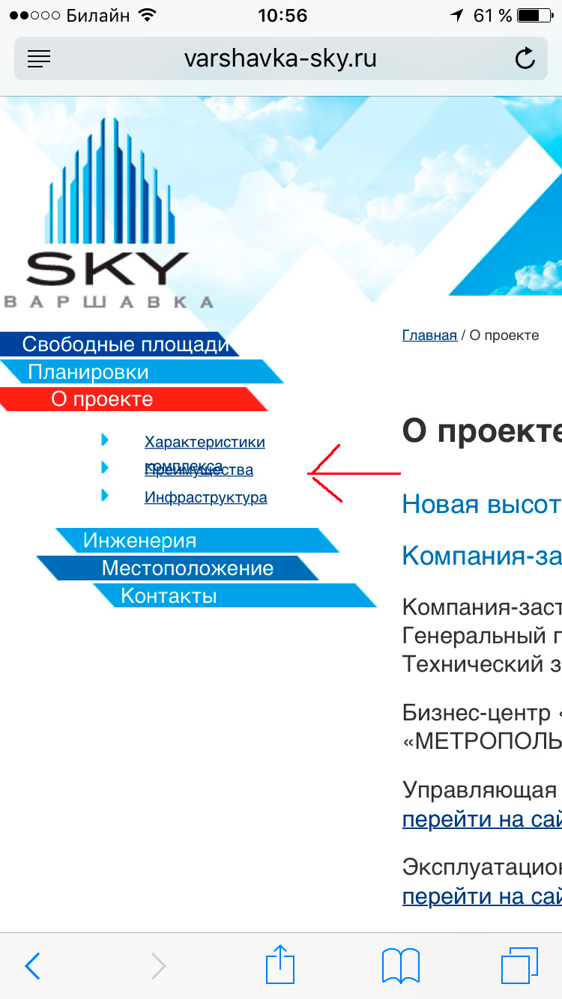 Билайн 10:56 61 %
varshavka-sky.ru
SKY
ВАРШАВКА
Свободные площади
Планировки
О проекте
Характеристики
комплекса
Преимущества
Инфраструктура
Инженерия
Местоположение
Контакты
Главная / О проекте
О проекте
Новая высот
Компания-за
Компания-заст
Генеральный п
Технический з
Бизнес-центр «
«МЕТРОПОЛЬ
Управляющая
перейти на сай
Эксплуатацион
перейти на сай